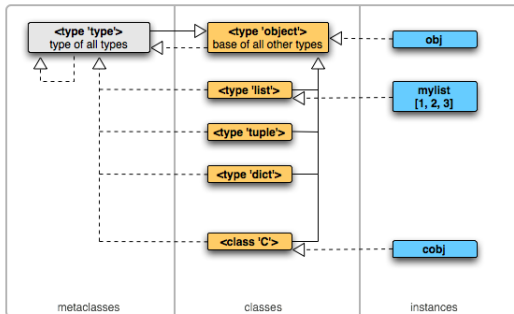 <type 'type'>
type of all types
<type 'object'>
base of all other types
obj
<type 'list'>
mylist
[1, 2, 3]
<type 'tuple'>
<type 'dict'>
<class 'C'>
cobj
metaclasses
classes
instances